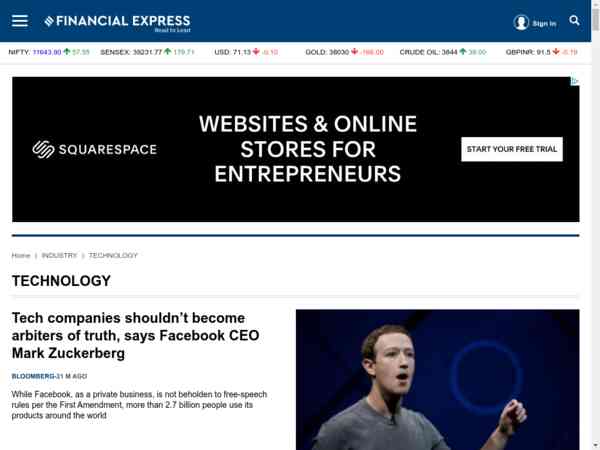 FINANCIAL EXPRESS
Read to Lead
Sign in
NIFTY: 11643.90 57.55 SENSEX: 39231.77 179.71 USD: 71.13 -0.10 GOLD: 38030 -166.00 CRUDE OIL: 3844 39.00 GBPINR: 91.5 -0.19
SQUARESPACE
WEBSITES & ONLINE
STORES FOR
ENTREPRENEURS
START YOUR FREE TRIAL
Home | INDUSTRY | TECHNOLOGY
TECHNOLOGY
Tech companies shouldn’t become
arbiters of truth, says Facebook CEO
Mark Zuckerberg
BLOOMBERG-31 M AGO
While Facebook, as a private business, is not beholden to free-speech
rules per the First Amendment, more than 2.7 billion people use its
products around the world